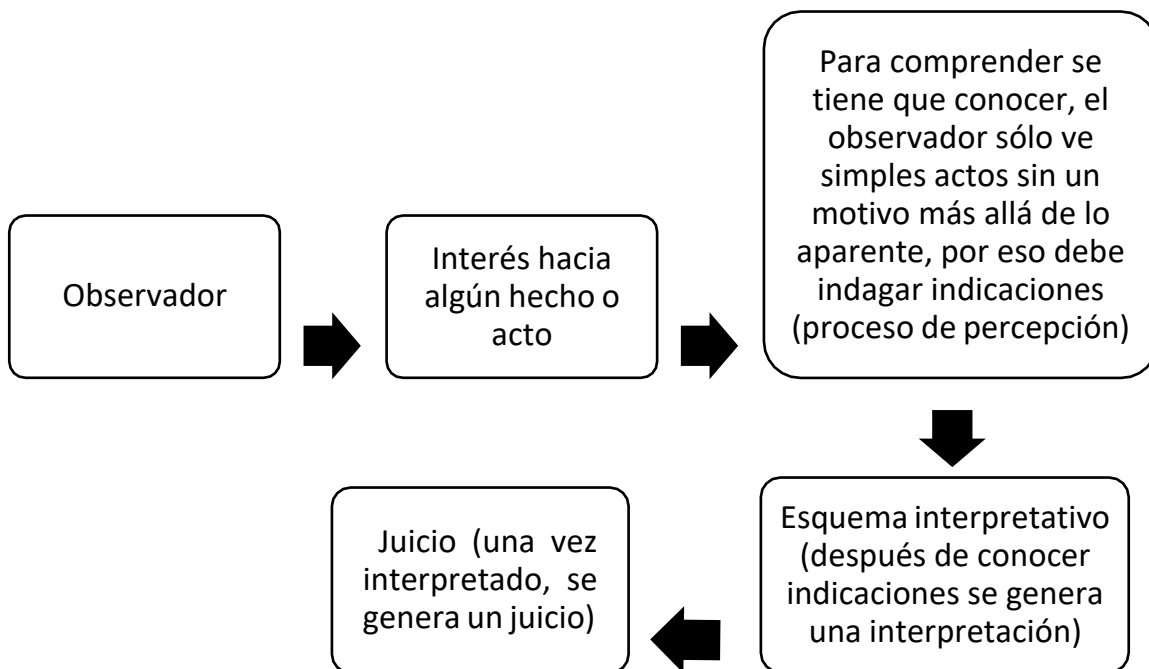 Observador
Interés hacia
algún hecho o
acto
Para comprender se
tiene que conocer, el
observador sólo ve
simples actos sin un
motivo más allá de lo
aparente, por eso debe
indagar indicaciones
(proceso de percepción)
Esquema interpretativo
(después de conocer
indicaciones se genera
una interpretación)
Juicio (una vez
interpretado, se
genera un juicio)